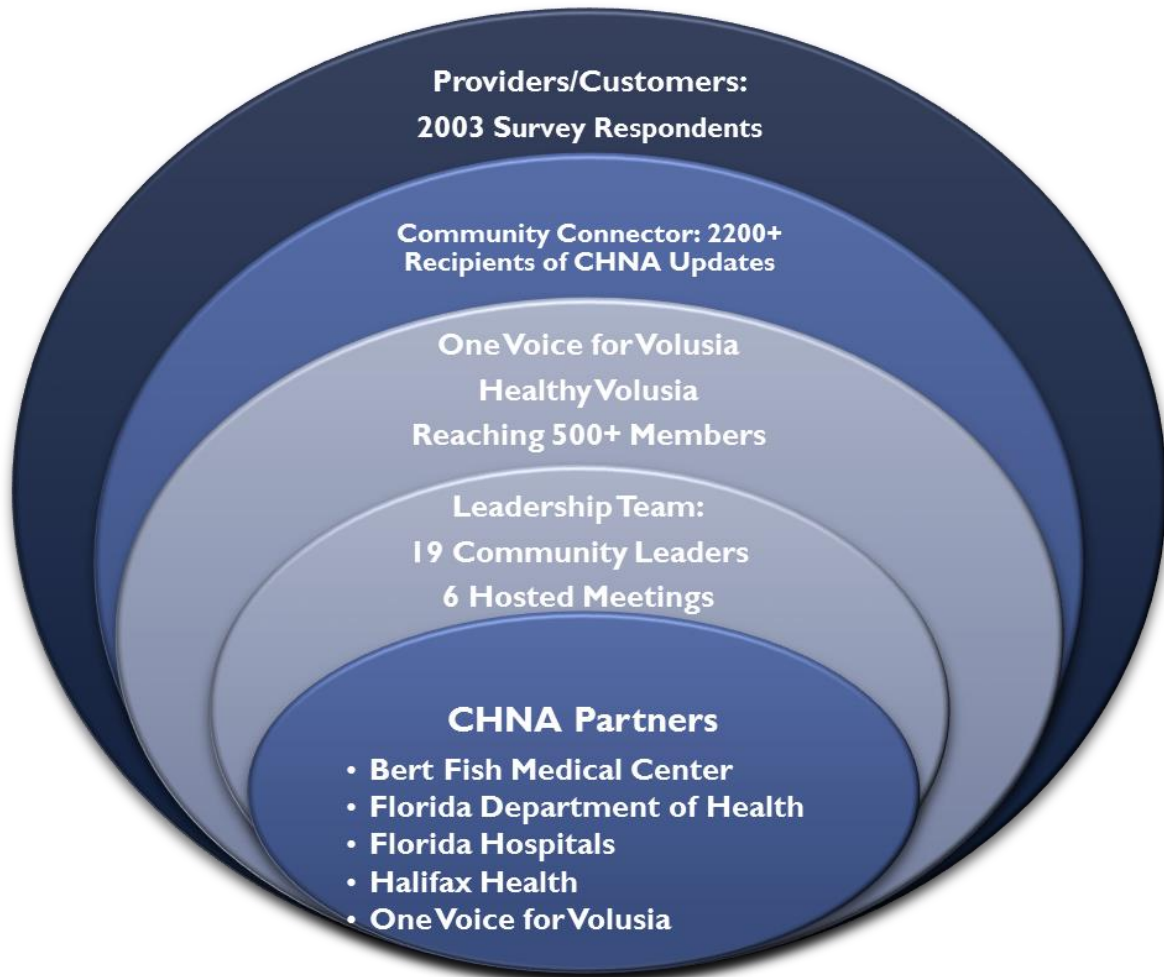 Providers/Customers:
2003 Survey Respondents
Community Connector: 2200+
Recipients of CHNA Updates
One Voice for Volusia
Healthy Volusia
Reaching 500+ Members
Leadership Team:
19 Community Leaders
6 Hosted Meetings
CHNA Partners
• Bert Fish Medical Center
• Florida Department of Health
• Florida Hospitals
• Halifax Health
• One Voice for Volusia